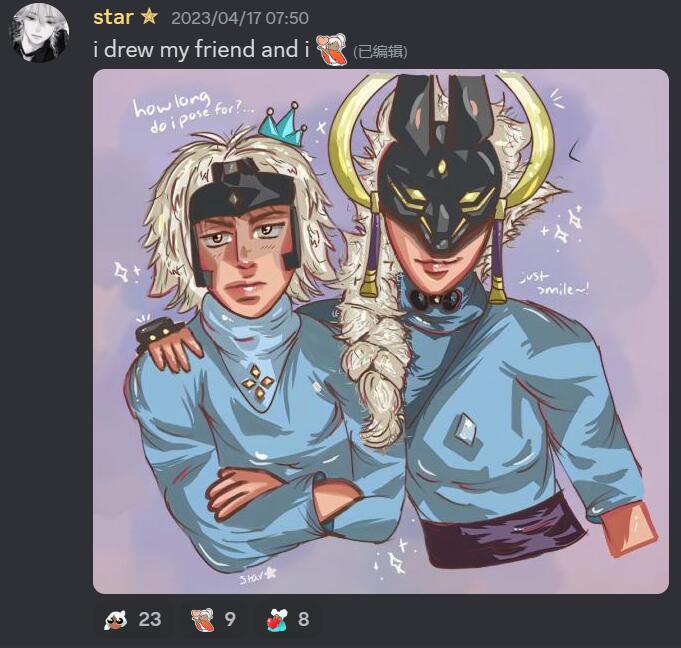 star 2023/04/17 07:50
i drew my friend and i (已编辑)
how long
do i pose for?...
just
smile~!
star
23 9 8